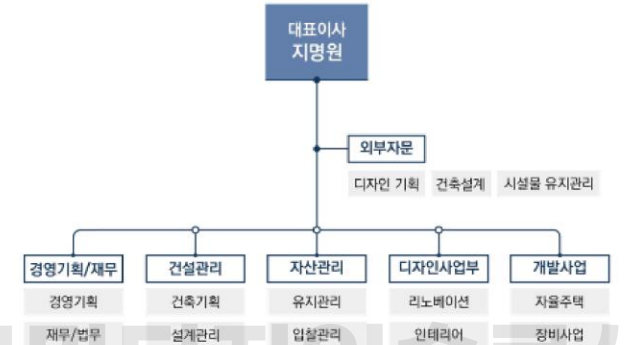 대표이사
지명원
외부자문
디자인 기획 건축설계 시설물 유지관리
경영기획/재무 건설관리 자산관리 디자인사업부 개발사업
경영기획 건축기획 유지관리 리노베이션 자율주택
재무/법무 설계관리 입찰관리 인테리어 장비사업